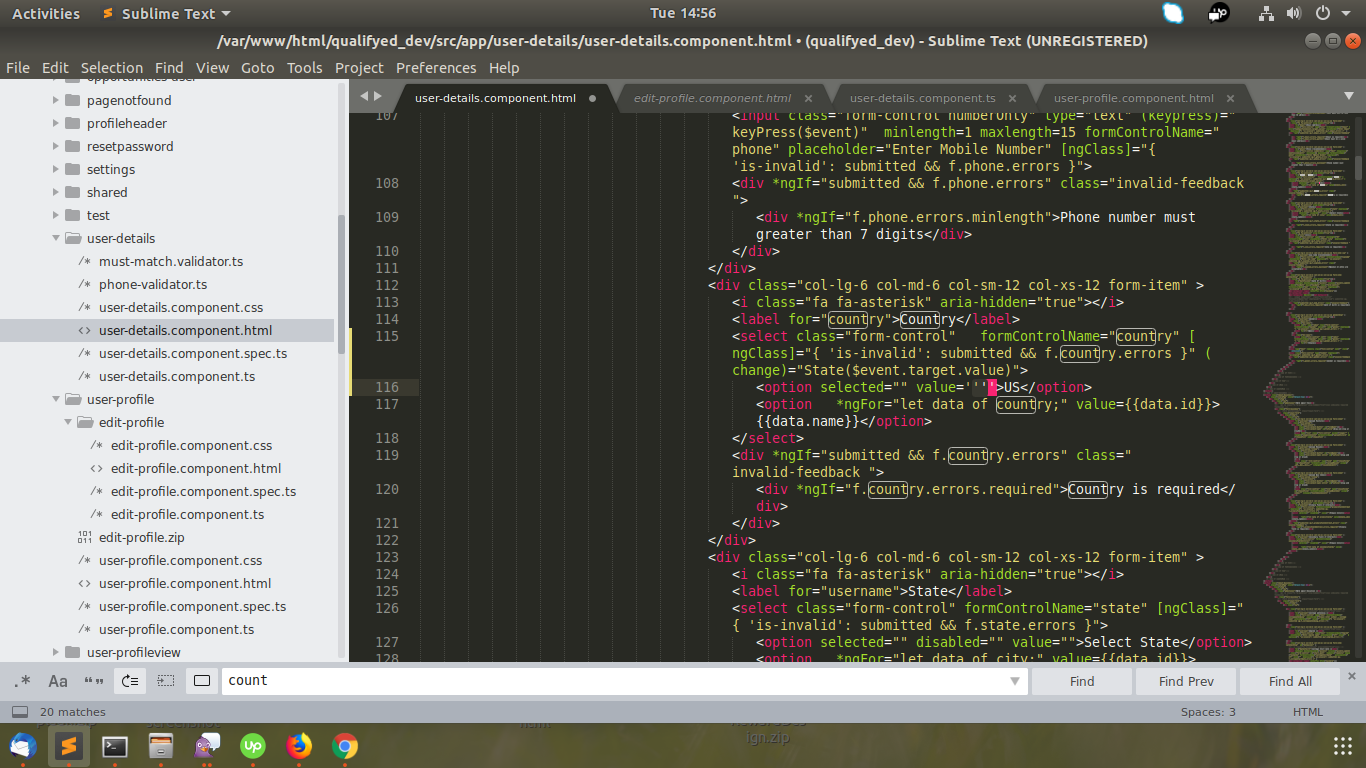 Activities Sublime Text Tue 14:56
/var/www/html/qualifyed_dev/src/app/user-details/user-details.component.html • (qualifyed_dev) - Sublime Text (UNREGISTERED)
File Edit Selection Find View Goto Tools Project Preferences Help
opportunities-user
pagenotfound
profileheader
resetpassword
settings
shared
test
user-details
/* must-match.validator.ts
/* phone-validator.ts
/* user-details.component.css
<> user-details.component.html
/* user-details.component.spec.ts
/* user-details.component.ts
user-profile
edit-profile
/* edit-profile.component.css
<> edit-profile.component.html
/* edit-profile.component.spec.ts
/* edit-profile.component.ts
edit-profile.zip
/* user-profile.component.css
<> user-profile.component.html
/* user-profile.component.spec.ts
/* user-profile.component.ts
user-profileview
user-details.component.html edit-profile.component.html × user-details.component.ts × user-profile.component.html ×
107 <input class="form-control numberOnly" type="text" (keypress)="
keyPress($event)"  minlength=1 maxlength=15 formControlName="
phone" placeholder="Enter Mobile Number" [ngClass]="{
'is-invalid': submitted && f.phone.errors }">
108 <div *ngIf="submitted && f.phone.errors" class="invalid-feedback
">
109 <div *ngIf="f.phone.errors.minlength">Phone number must
greater than 7 digits</div>
110 </div>
111 </div>
112 <div class="col-lg-6 col-md-6 col-sm-12 col-xs-12 form-item" >
113 <i class="fa fa-asterisk" aria-hidden="true"></i>
114 <label for="country">Country</label>
115 <select class="form-control"   formControlName="country" [
ngClass]="{ 'is-invalid': submitted && f.country.errors }" (
change)="State($event.target.value)">
116 <option selected="" value=''''>US</option>
117 <option   *ngFor="let data of country;" value={{data.id}}>
{{data.name}}</option>
118 </select>
119 <div *ngIf="submitted && f.country.errors" class="
invalid-feedback ">
120 <div *ngIf="f.country.errors.required">Country is required</
div>
121 </div>
122 </div>
123 <div class="col-lg-6 col-md-6 col-sm-12 col-xs-12 form-item" >
124 <i class="fa fa-asterisk" aria-hidden="true"></i>
125 <label for="username">State</label>
126 <select class="form-control" formControlName="state" [ngClass]="
{ 'is-invalid': submitted && f.state.errors }">
127 <option selected="" disabled="" value="">Select State</option>
128 <option   *ngFor="let data of city;" value={{data.id}}>
.* Aa “” count Find Find Prev Find All ×
20 matches Spaces: 3 HTML
ign.zip
Up